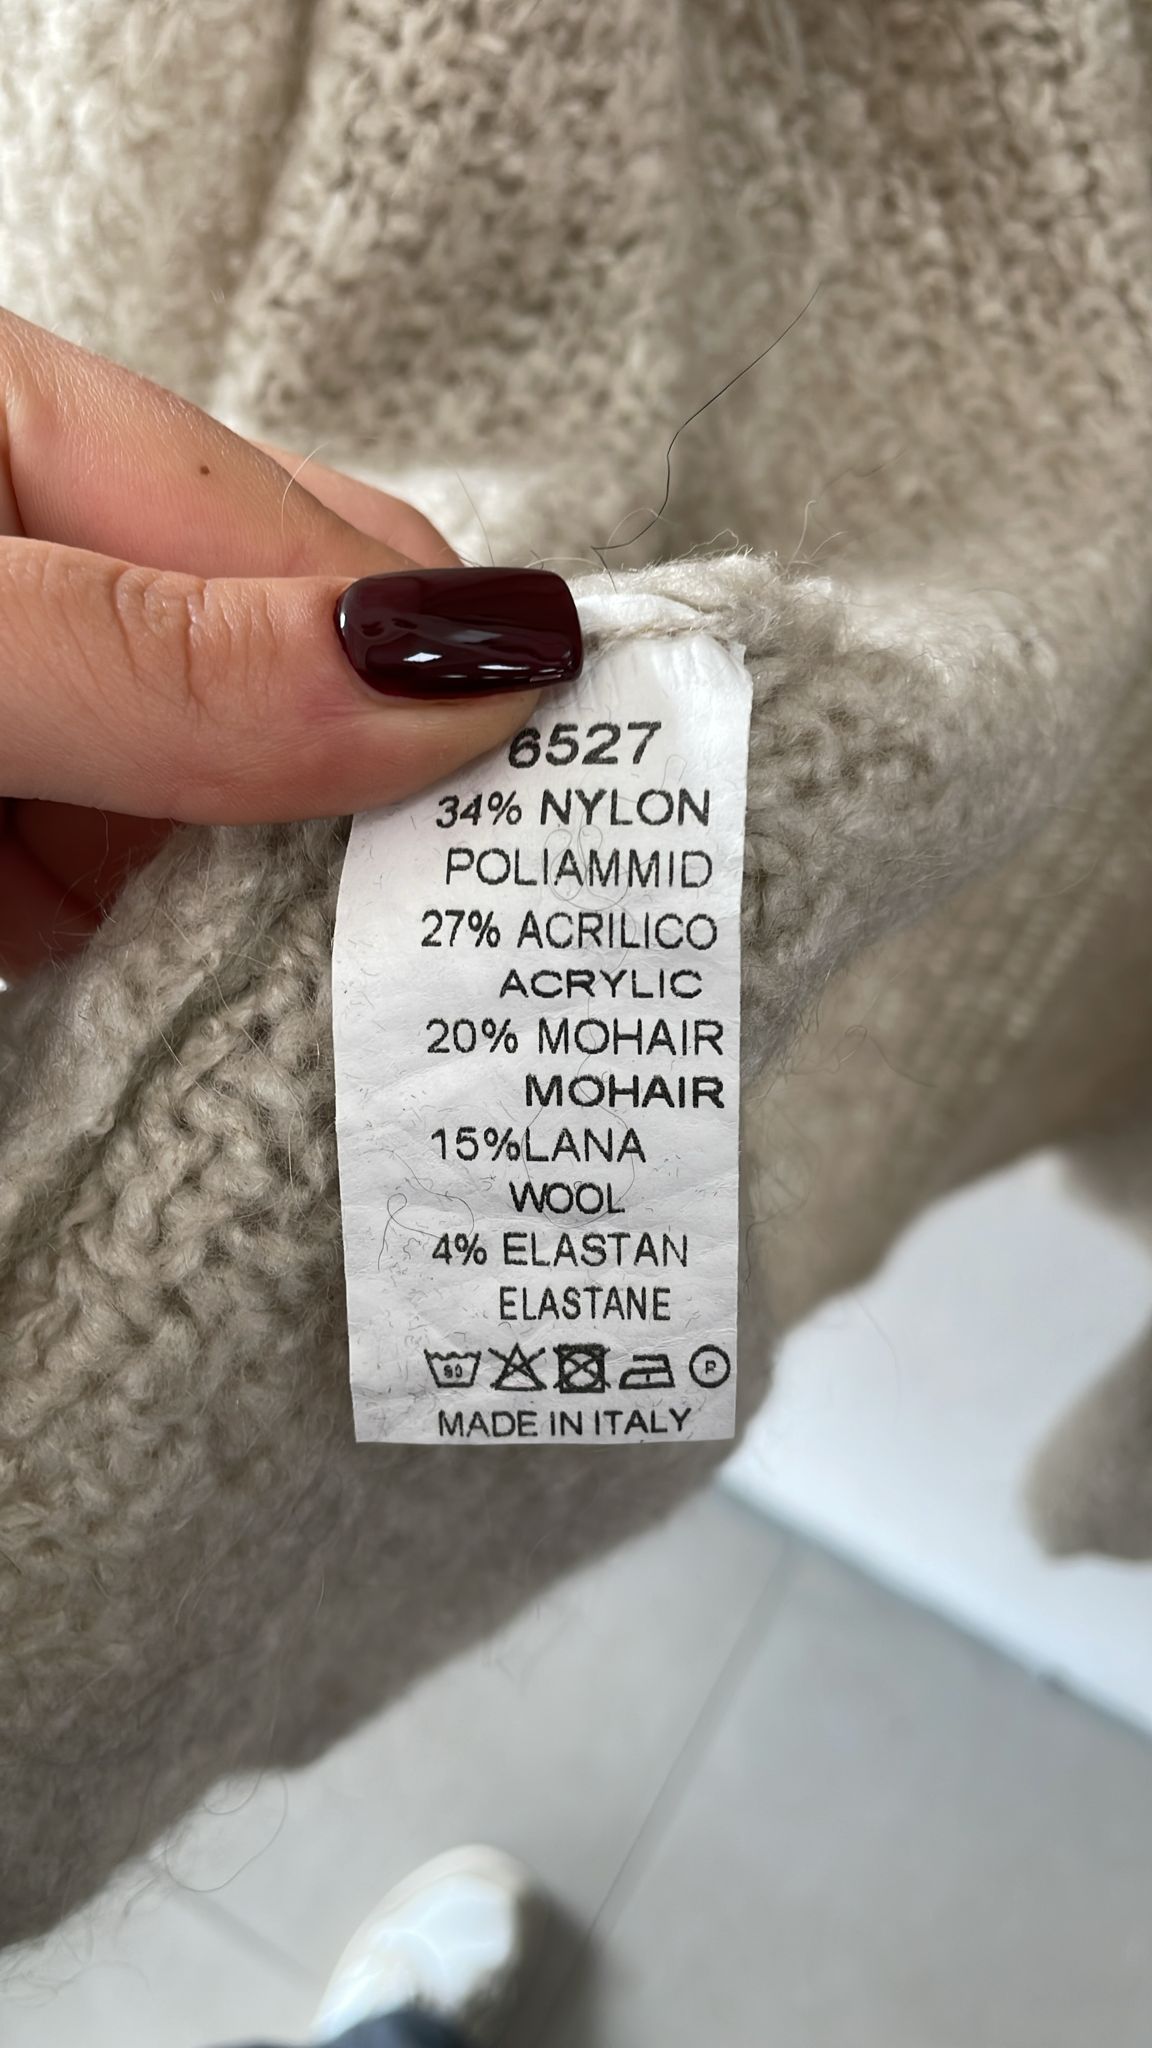 6527
34% NYLON
POLIAMMID
27% ACRILICO
ACRYLIC
20% MOHAIR
MOHAIR
15%LANA
WOOL
4% ELASTAN
ELASTANE
MADE IN ITALY